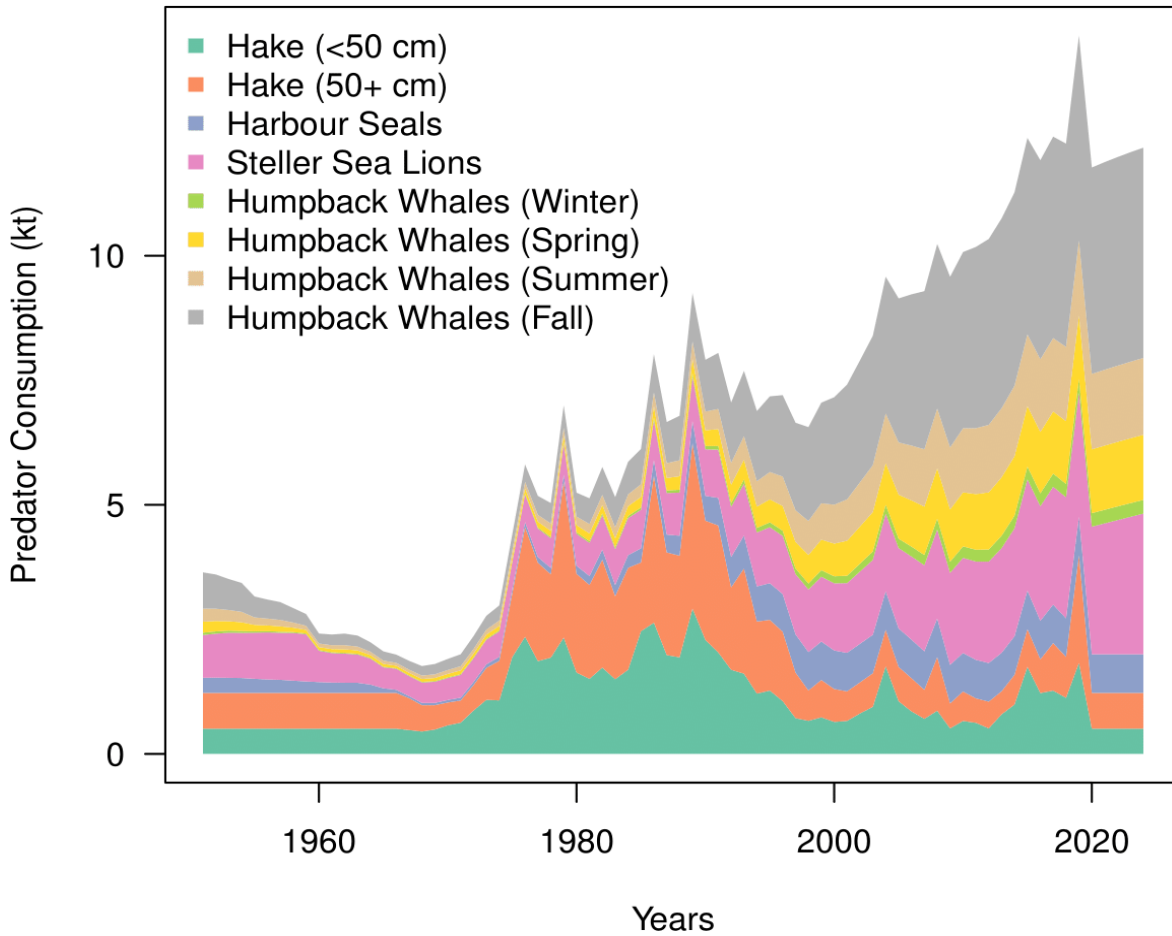 Hake (<50 cm)
Hake (50+ cm)
Harbour Seals
Steller Sea Lions
Humpback Whales (Winter)
Humpback Whales (Spring)
Humpback Whales (Summer)
Humpback Whales (Fall)
Predator Consumption (kt)
10
5
0
1960 1980 2000 2020
Years